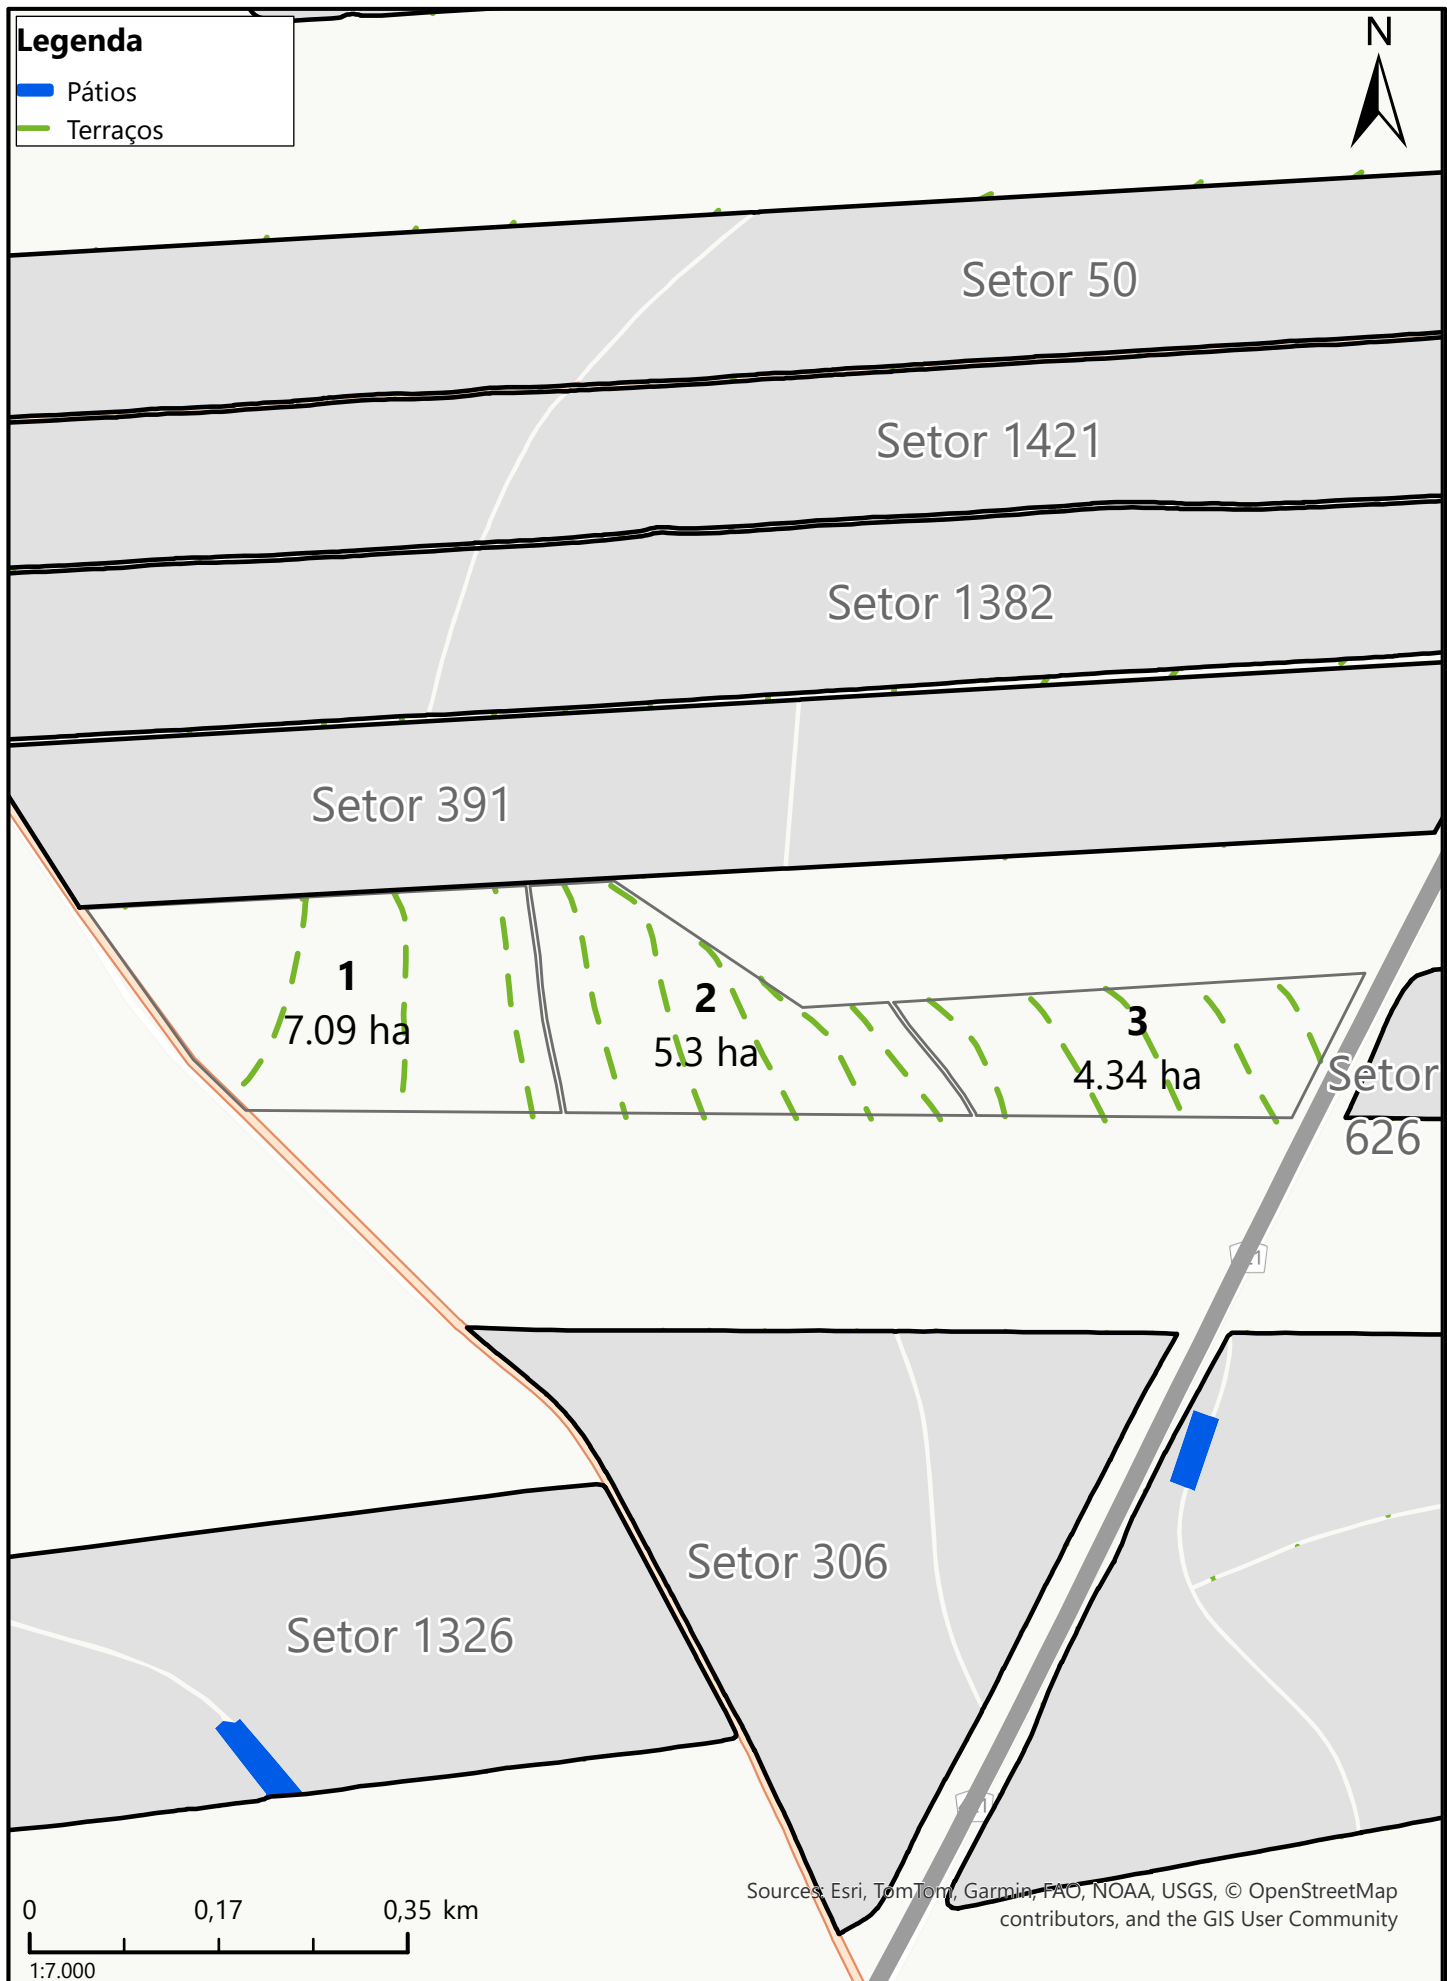 Legenda
Pátios
Terraços
N
Setor 50
Setor 1421
Setor 1382
Setor 391
1
7.09 ha
2
5.3 ha
3
4.34 ha
Setor
626
Setor 306
Setor 1326
Sources: Esri, TomTom, Garmin, FAO, NOAA, USGS, © OpenStreetMap
contributors, and the GIS User Community
0 0,17 0,35 km
1:7.000